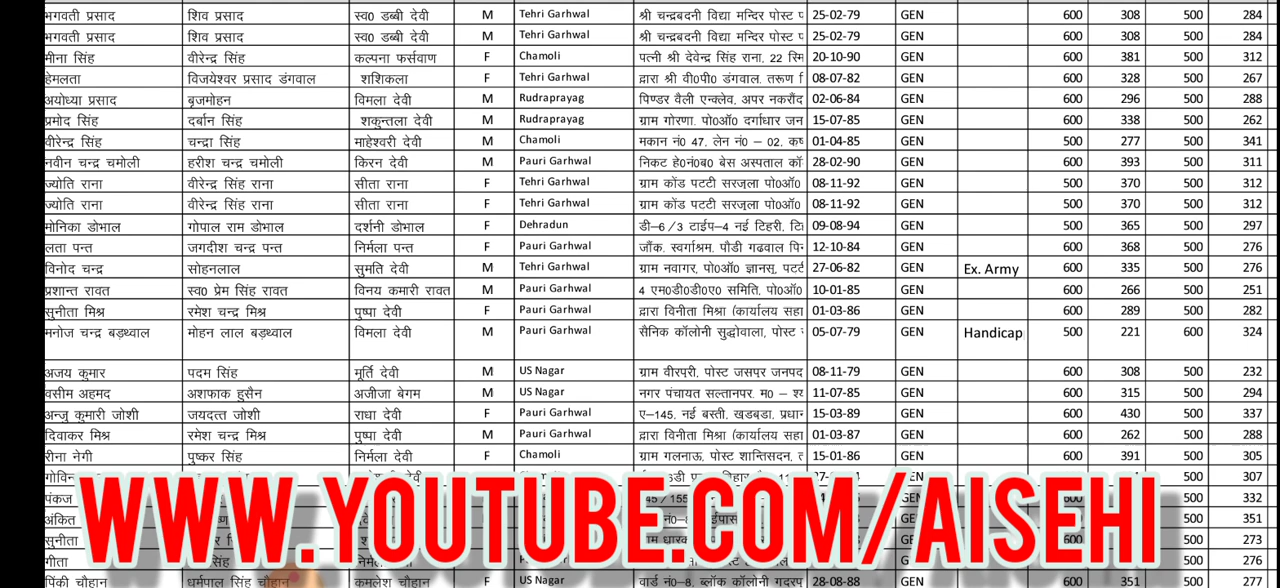 भगवती प्रसाद शिव प्रसाद स्व0 डब्बी देवी M Tehri Garhwal श्री चन्द्रबदनी विद्या मन्दिर पोस्ट 25-02-79 GEN 600 308 500 284
भगवती प्रसाद शिव प्रसाद स्व0 डब्बी देवी M Tehri Garhwal श्री चन्द्रबदनी विद्या मन्दिर पोस्ट 25-02-79 GEN 600 308 500 284
मीना सिंह वीरेन्द्र सिंह कल्पना फर्सवाण F Chamoli पत्नी श्री देवेन्द्र सिंह राना, 22 20-10-90 GEN 600 381 500 312
हेमलता विजयेश्वर प्रसाद डंगवाल शशिकला F Tehri Garhwal द्वारा श्री वी0पी0 डंगवाल, तरूण 08-07-82 GEN 600 328 500 267
अयोध्या प्रसाद बृजमोहन विमला देवी M Rudraprayag पिण्डर वैली एन्क्लेव, अपर नकरौंद 02-06-84 GEN 600 296 500 288
प्रमोद सिंह दर्बान सिंह शकुन्तला देवी M Rudraprayag ग्राम गोरणा, पो0ऑ0 दर्गाधार जन 15-07-85 GEN 600 338 500 262
वीरेन्द्र सिंह चन्द्रा सिंह माहेश्वरी देवी M Chamoli मकान नं0 47, लेन नं0 – 02, 01-04-85 GEN 500 277 500 341
नवीन चन्द्र चमोली हरीश चन्द्र चमोली किरन देवी M Pauri Garhwal निकट हे0नं0ब0 बेस अस्पताल 28-02-90 GEN 600 393 500 311
ज्योति राना वीरेन्द्र सिंह राना सीता राना F Tehri Garhwal ग्राम कोंड पटटी सरजूला पो0ऑ0 08-11-92 GEN 500 370 500 312
ज्योति राना वीरेन्द्र सिंह राना सीता राना F Tehri Garhwal ग्राम कोंड पटटी सरजूला पो0ऑ0 08-11-92 GEN 500 370 500 312
मोनिका डोभाल गोपाल राम डोभाल दर्शनी डोभाल F Dehradun डी–6/3 टाईप–4 नई टिहरी, 09-08-94 GEN 500 365 500 297
लता पन्त जगदीश चन्द्र पन्त निर्मला पन्त F Pauri Garhwal जौंक, स्वर्गाश्रम, पौडी गढवाल पिन 12-10-84 GEN 600 368 500 276
विनोद चन्द्र सोहनलाल सुमति देवी M Tehri Garhwal ग्राम नवागर, पो0ऑ0 ज्ञानसू, पटटी 27-06-82 GEN Ex. Army 600 335 500 276
प्रशान्त रावत स्व0 प्रेम सिंह रावत विनय कुमारी रावत M Pauri Garhwal 4 एम0डी0डी0ए0 समिति, पो0ऑ0 10-01-85 GEN 600 266 500 251
सुनीता मिश्र रमेश चन्द्र मिश्र पुष्पा देवी F Pauri Garhwal द्वारा विनीता मिश्रा (कार्यालय सहा 01-03-86 GEN 600 289 500 282
मनोज चन्द्र बड़थ्वाल मोहन लाल बड़थ्वाल विमला देवी M Pauri Garhwal सैनिक कॉलोनी सुद्धोवाला, पोस्ट 05-07-79 GEN Handicap 500 221 600 324
अजय कुमार पदम सिंह मूर्ति देवी M US Nagar ग्राम वीरपुरी, पोस्ट जसपुर जनपद 08-11-79 GEN 600 308 500 232
वसीम अहमद अशफाक हुसैन अजीजा बेगम M US Nagar नगर पंचायत सुल्तानपुर, म0 – 11-07-85 GEN 600 315 500 294
अन्जु कुमारी जोशी जयदत्त जोशी राधा देवी F Pauri Garhwal ए–145, नई बस्ती, खडबडा, प्रधान 15-03-89 GEN 600 430 500 337
दिवाकर मिश्र रमेश चन्द्र मिश्र पुष्पा देवी M Pauri Garhwal द्वारा विनीता मिश्रा (कार्यालय सहा 01-03-87 GEN 600 262 500 288
रीना नेगी पुष्कर सिंह निर्मला देवी F Chamoli ग्राम गलनाऊ, पोस्ट शान्तिसदन, 15-01-86 GEN 600 391 500 305
500 307
पंकज 600 500 332
अंकित 500 351
सुनीता 600 500 273
गीता सिंह 500 276
WWW.YOUTUBE.COM/AISEHI
पिंकी चौहान धर्मपाल सिंह चौहान कमलेश चौहान F US Nagar वार्ड नं0–8, ब्लॉक कॉलोनी गदरपु 28-08-88 GEN 600 351 500 277